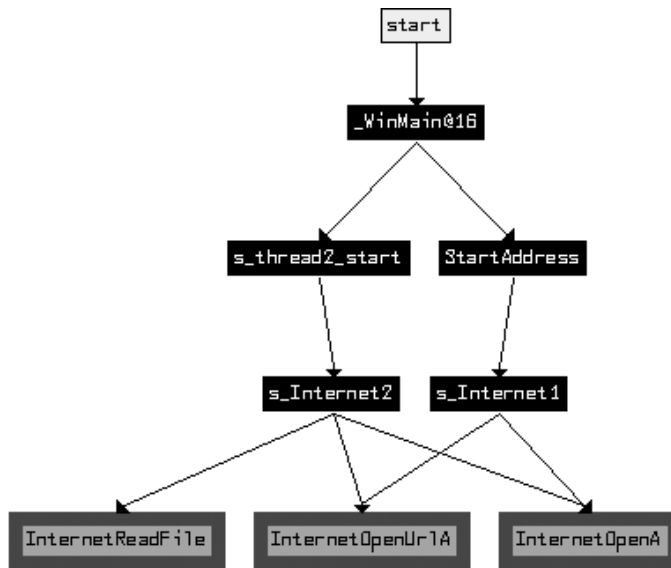 start
_WinMain@16
s_thread2_start
StartAddress
s_Internet2
s_Internet1
InternetReadFile
InternetOpenUrlA
InternetOpenA